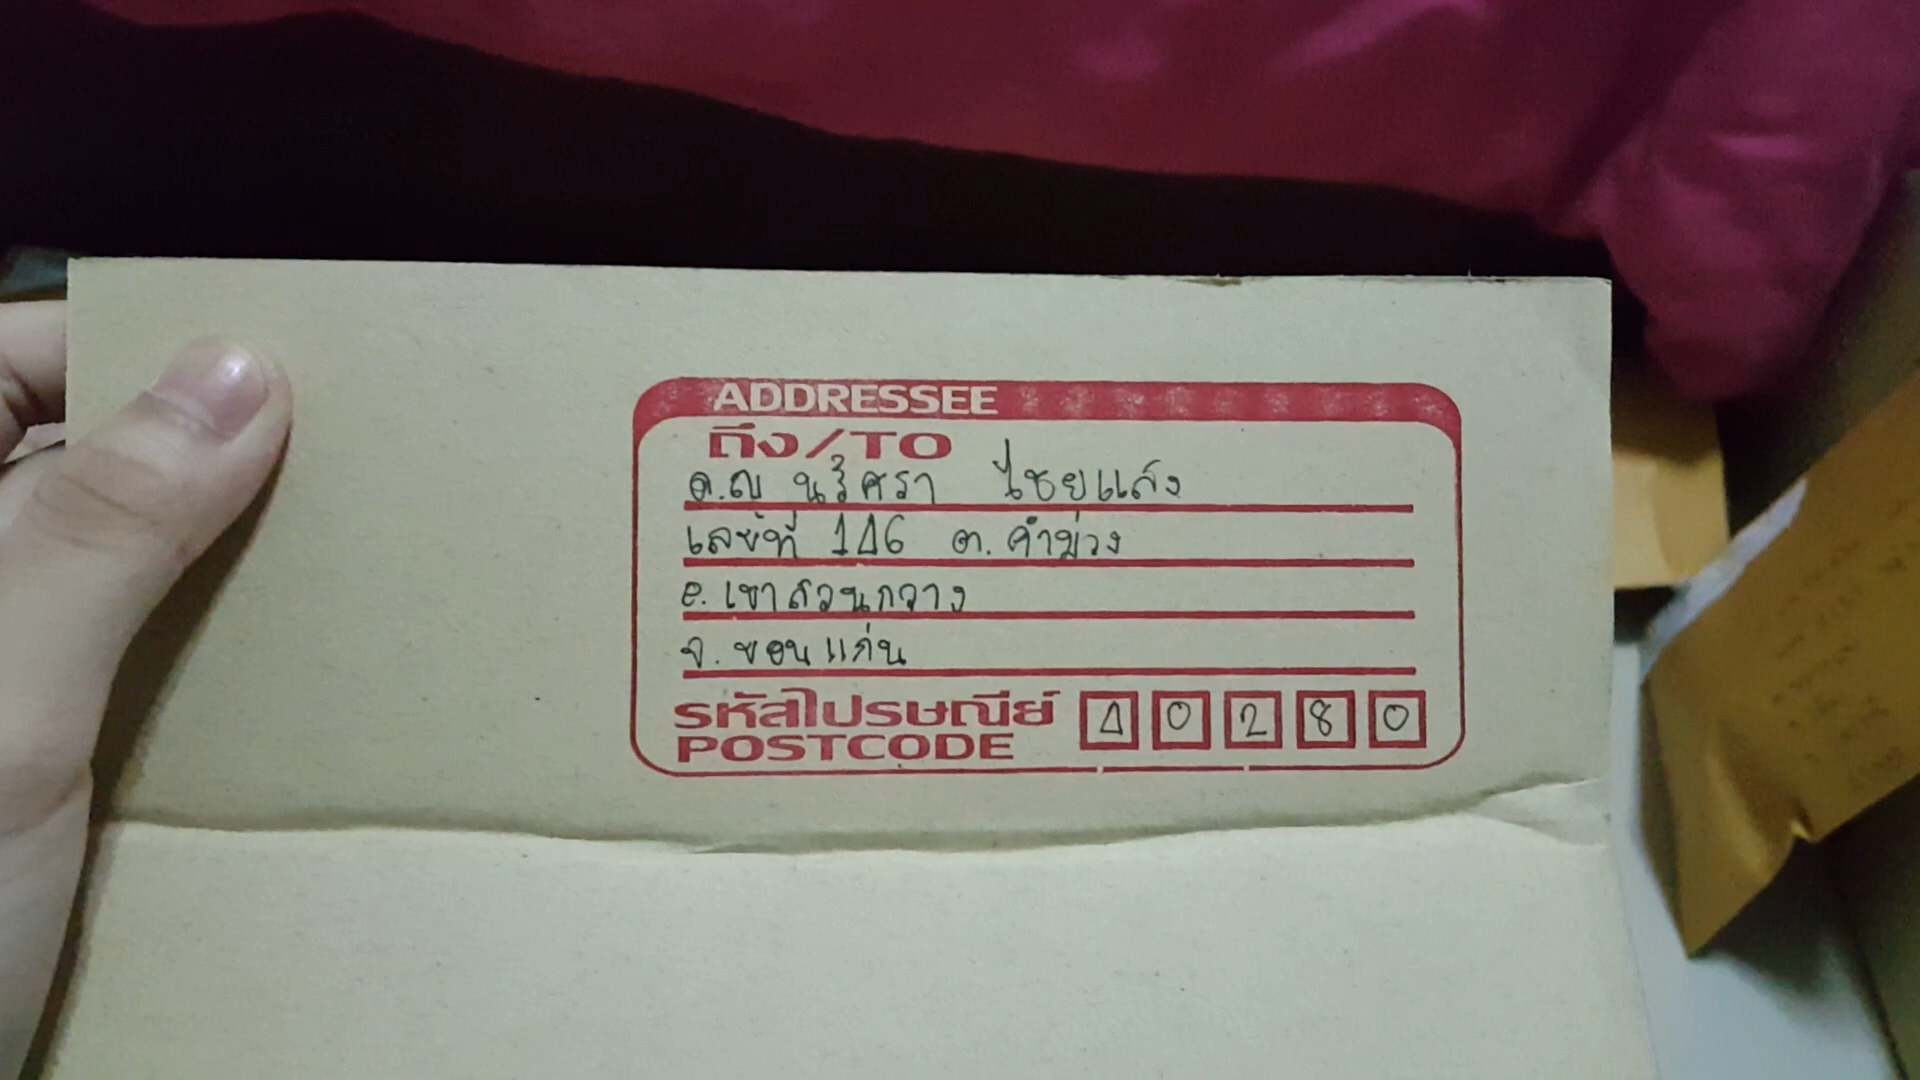 ADDRESSEE
ถึง/TO
ด.ญ นริศรา ไชยแสง
เลขที่ 146 ต. คำม่วง
อ. เขาสวนกวาง
จ. ขอนแก่น
รหัสไปรษณีย์ 40280
POSTCODE